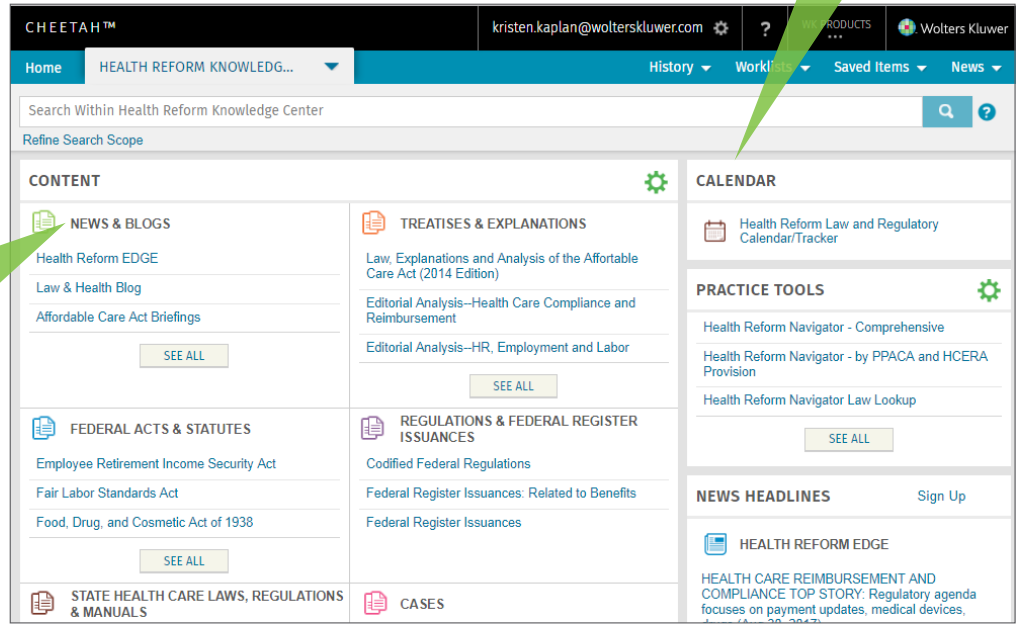 CHEETAH™
kristen.kaplan@wolterskluwer.com
?
WK PRODUCTS
Wolters Kluwer
Home
HEALTH REFORM KNOWLEDG...
History
Worklists
Saved Items
News
Search Within Health Reform Knowledge Center
?
Refine Search Scope
CONTENT
NEWS & BLOGS
Health Reform EDGE
Law & Health Blog
Affordable Care Act Briefings
SEE ALL
TREATISES & EXPLANATIONS
Law, Explanations and Analysis of the Affortable
Care Act (2014 Edition)
Editorial Analysis--Health Care Compliance and
Reimbursement
Editorial Analysis--HR, Employment and Labor
SEE ALL
FEDERAL ACTS & STATUTES
Employee Retirement Income Security Act
Fair Labor Standards Act
Food, Drug, and Cosmetic Act of 1938
SEE ALL
REGULATIONS & FEDERAL REGISTER
ISSUANCES
Codified Federal Regulations
Federal Register Issuances: Related to Benefits
Federal Register Issuances
STATE HEALTH CARE LAWS, REGULATIONS
& MANUALS
CASES
CALENDAR
Health Reform Law and Regulatory
Calendar/Tracker
PRACTICE TOOLS
Health Reform Navigator - Comprehensive
Health Reform Navigator - by PPACA and HCERA
Provision
Health Reform Navigator Law Lookup
SEE ALL
NEWS HEADLINES
Sign Up
HEALTH REFORM EDGE
HEALTH CARE REIMBURSEMENT AND
COMPLIANCE TOP STORY: Regulatory agenda
focuses on payment updates, medical devices,
(Aug 30, 2017)